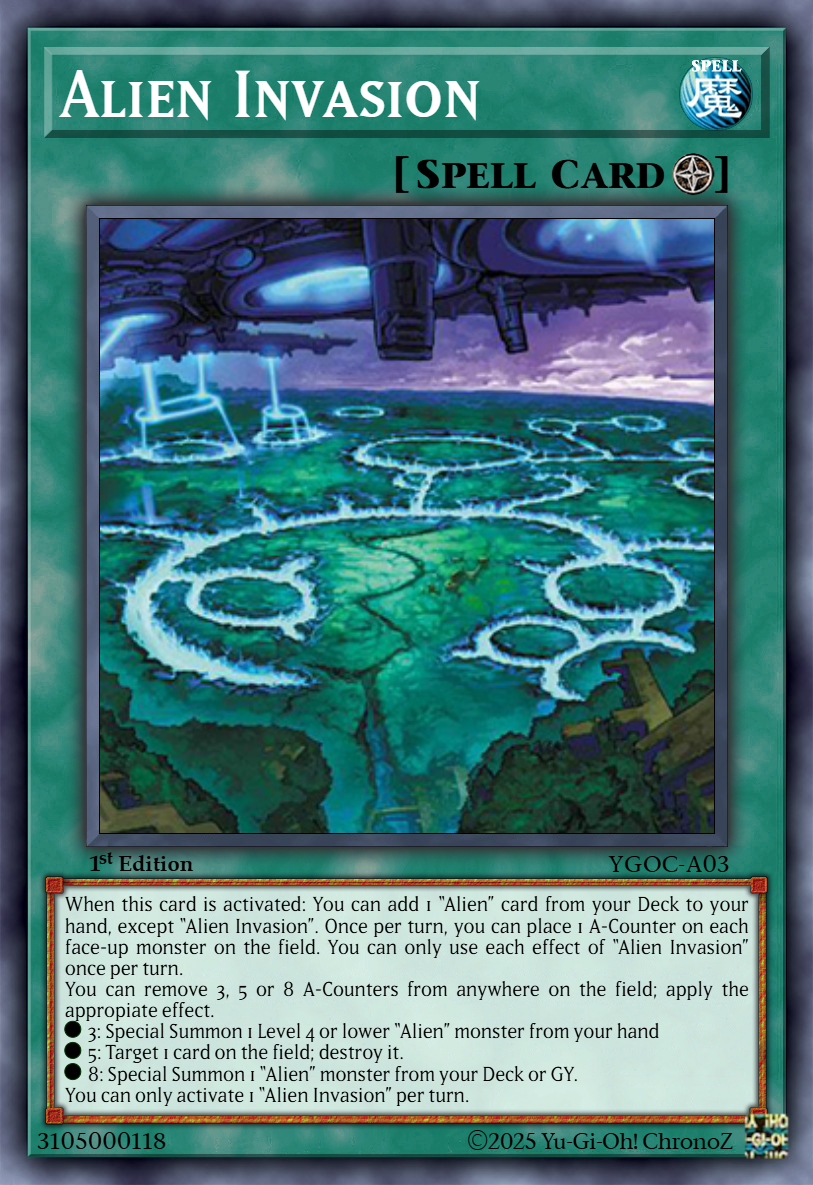 ALIEN INVASION
SPELL
魔
[SPELL CARD]
1st Edition
YGOC-A03
When this card is activated: You can add 1 "Alien" card from your Deck to your
hand, except "Alien Invasion". Once per turn, you can place 1 A-Counter on each
face-up monster on the field. You can only use each effect of "Alien Invasion"
once per turn.
You can remove 3, 5 or 8 A-Counters from anywhere on the field; apply the
appropiate effect.
● 3: Special Summon 1 Level 4 or lower "Alien" monster from your hand
● 5: Target 1 card on the field; destroy it.
● 8: Special Summon 1 "Alien" monster from your Deck or GY.
You can only activate 1 "Alien Invasion" per turn.
3105000118
©2025 Yu-Gi-Oh! ChronoZ